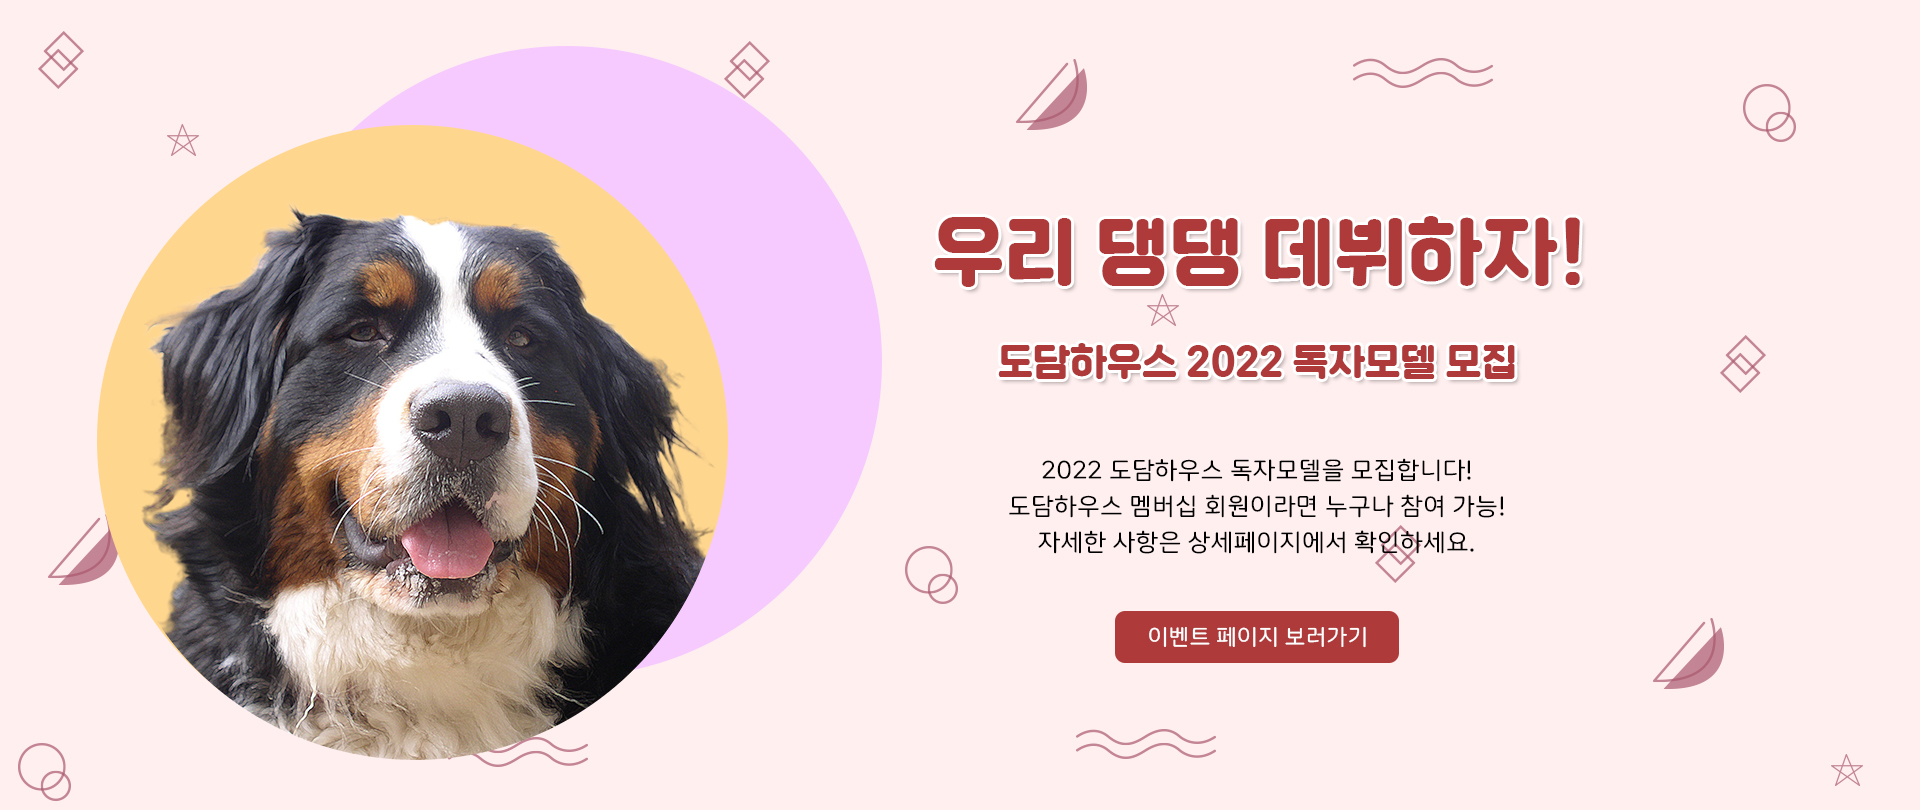 우리 댕댕 데뷔하자!
도담하우스 2022 독자모델 모집
2022 도담하우스 독자모델을 모집합니다!
도담하우스 멤버십 회원이라면 누구나 참여 가능!
자세한 사항은 상세페이지에서 확인하세요.
이벤트 페이지 보러가기